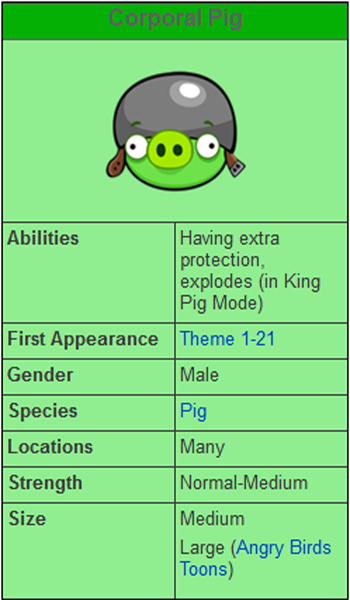 Corporal Pig
Abilities
Having extra
protection,
explodes (in King
Pig Mode)
First Appearance
Theme 1-21
Gender
Male
Species
Pig
Locations
Many
Strength
Normal-Medium
Size
Medium
Large (Angry Birds
Toons)